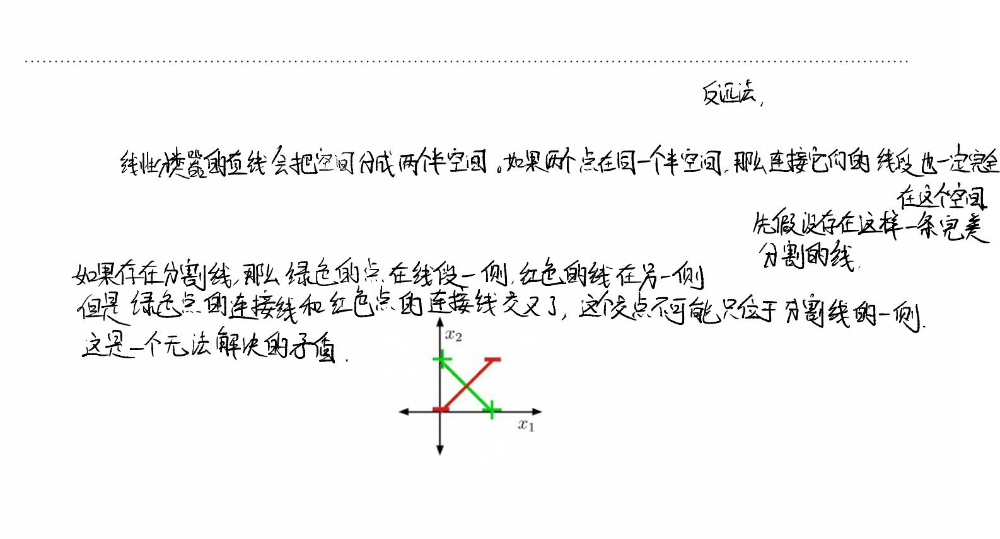 反证法,
线性分类器的直线会把空间分成两个半空间。如果两个点在同一个半空间,那么连接它们的线段也一定完全
在这个空间
先假设存在这样一条完美
分割的线.
如果存在分割线,那么绿色的点在线段一侧,红色的线在另一侧
但是绿色点的连接线和红色点的连接线交叉了,这个交点不可能只位于分割线的一侧.
这是一个无法解决的矛盾.
x₂
x₁